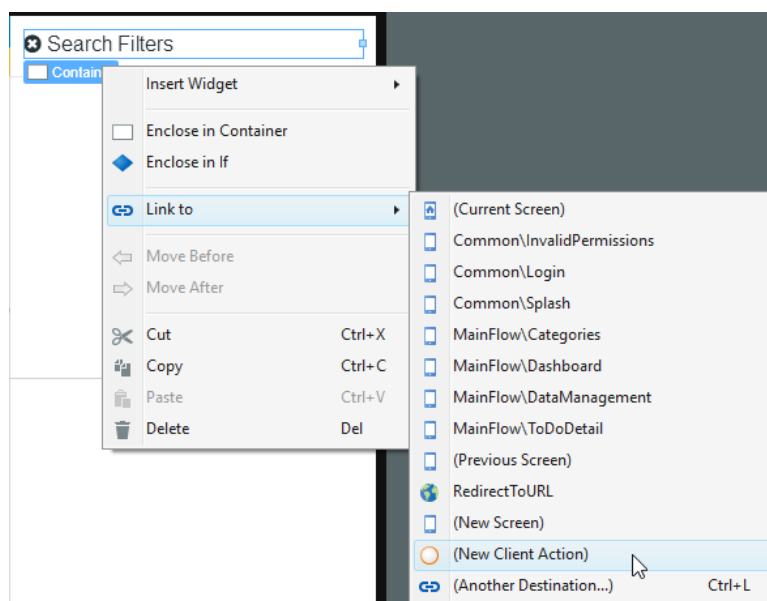 Search Filters
Contain
Insert Widget
Enclose in Container
Enclose in If
Link to
Move Before
Move After
Cut Ctrl+X
Copy Ctrl+C
Paste Ctrl+V
Delete Del
(Current Screen)
Common\InvalidPermissions
Common\Login
Common\Splash
MainFlow\Categories
MainFlow\Dashboard
MainFlow\DataManagement
MainFlow\ToDoDetail
(Previous Screen)
RedirectToURL
(New Screen)
(New Client Action)
(Another Destination...) Ctrl+L